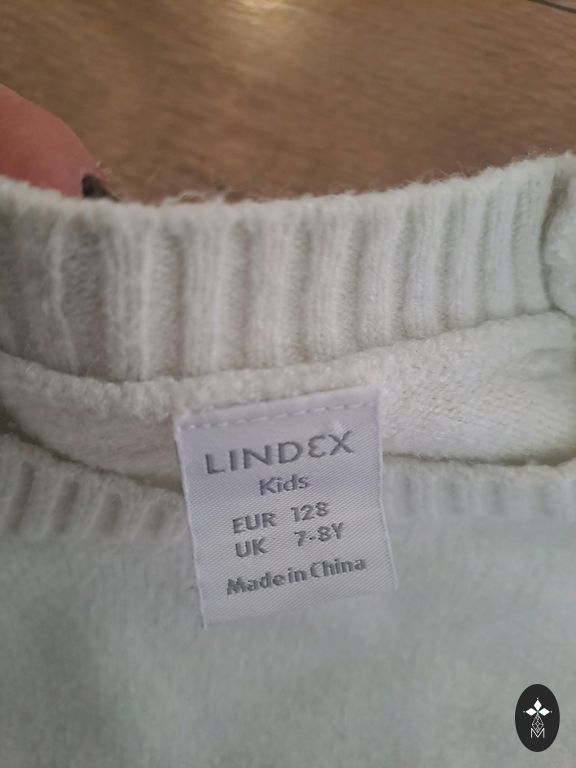 LINDEX
Kids
EUR 128
UK 7-8Y
Made in China
M